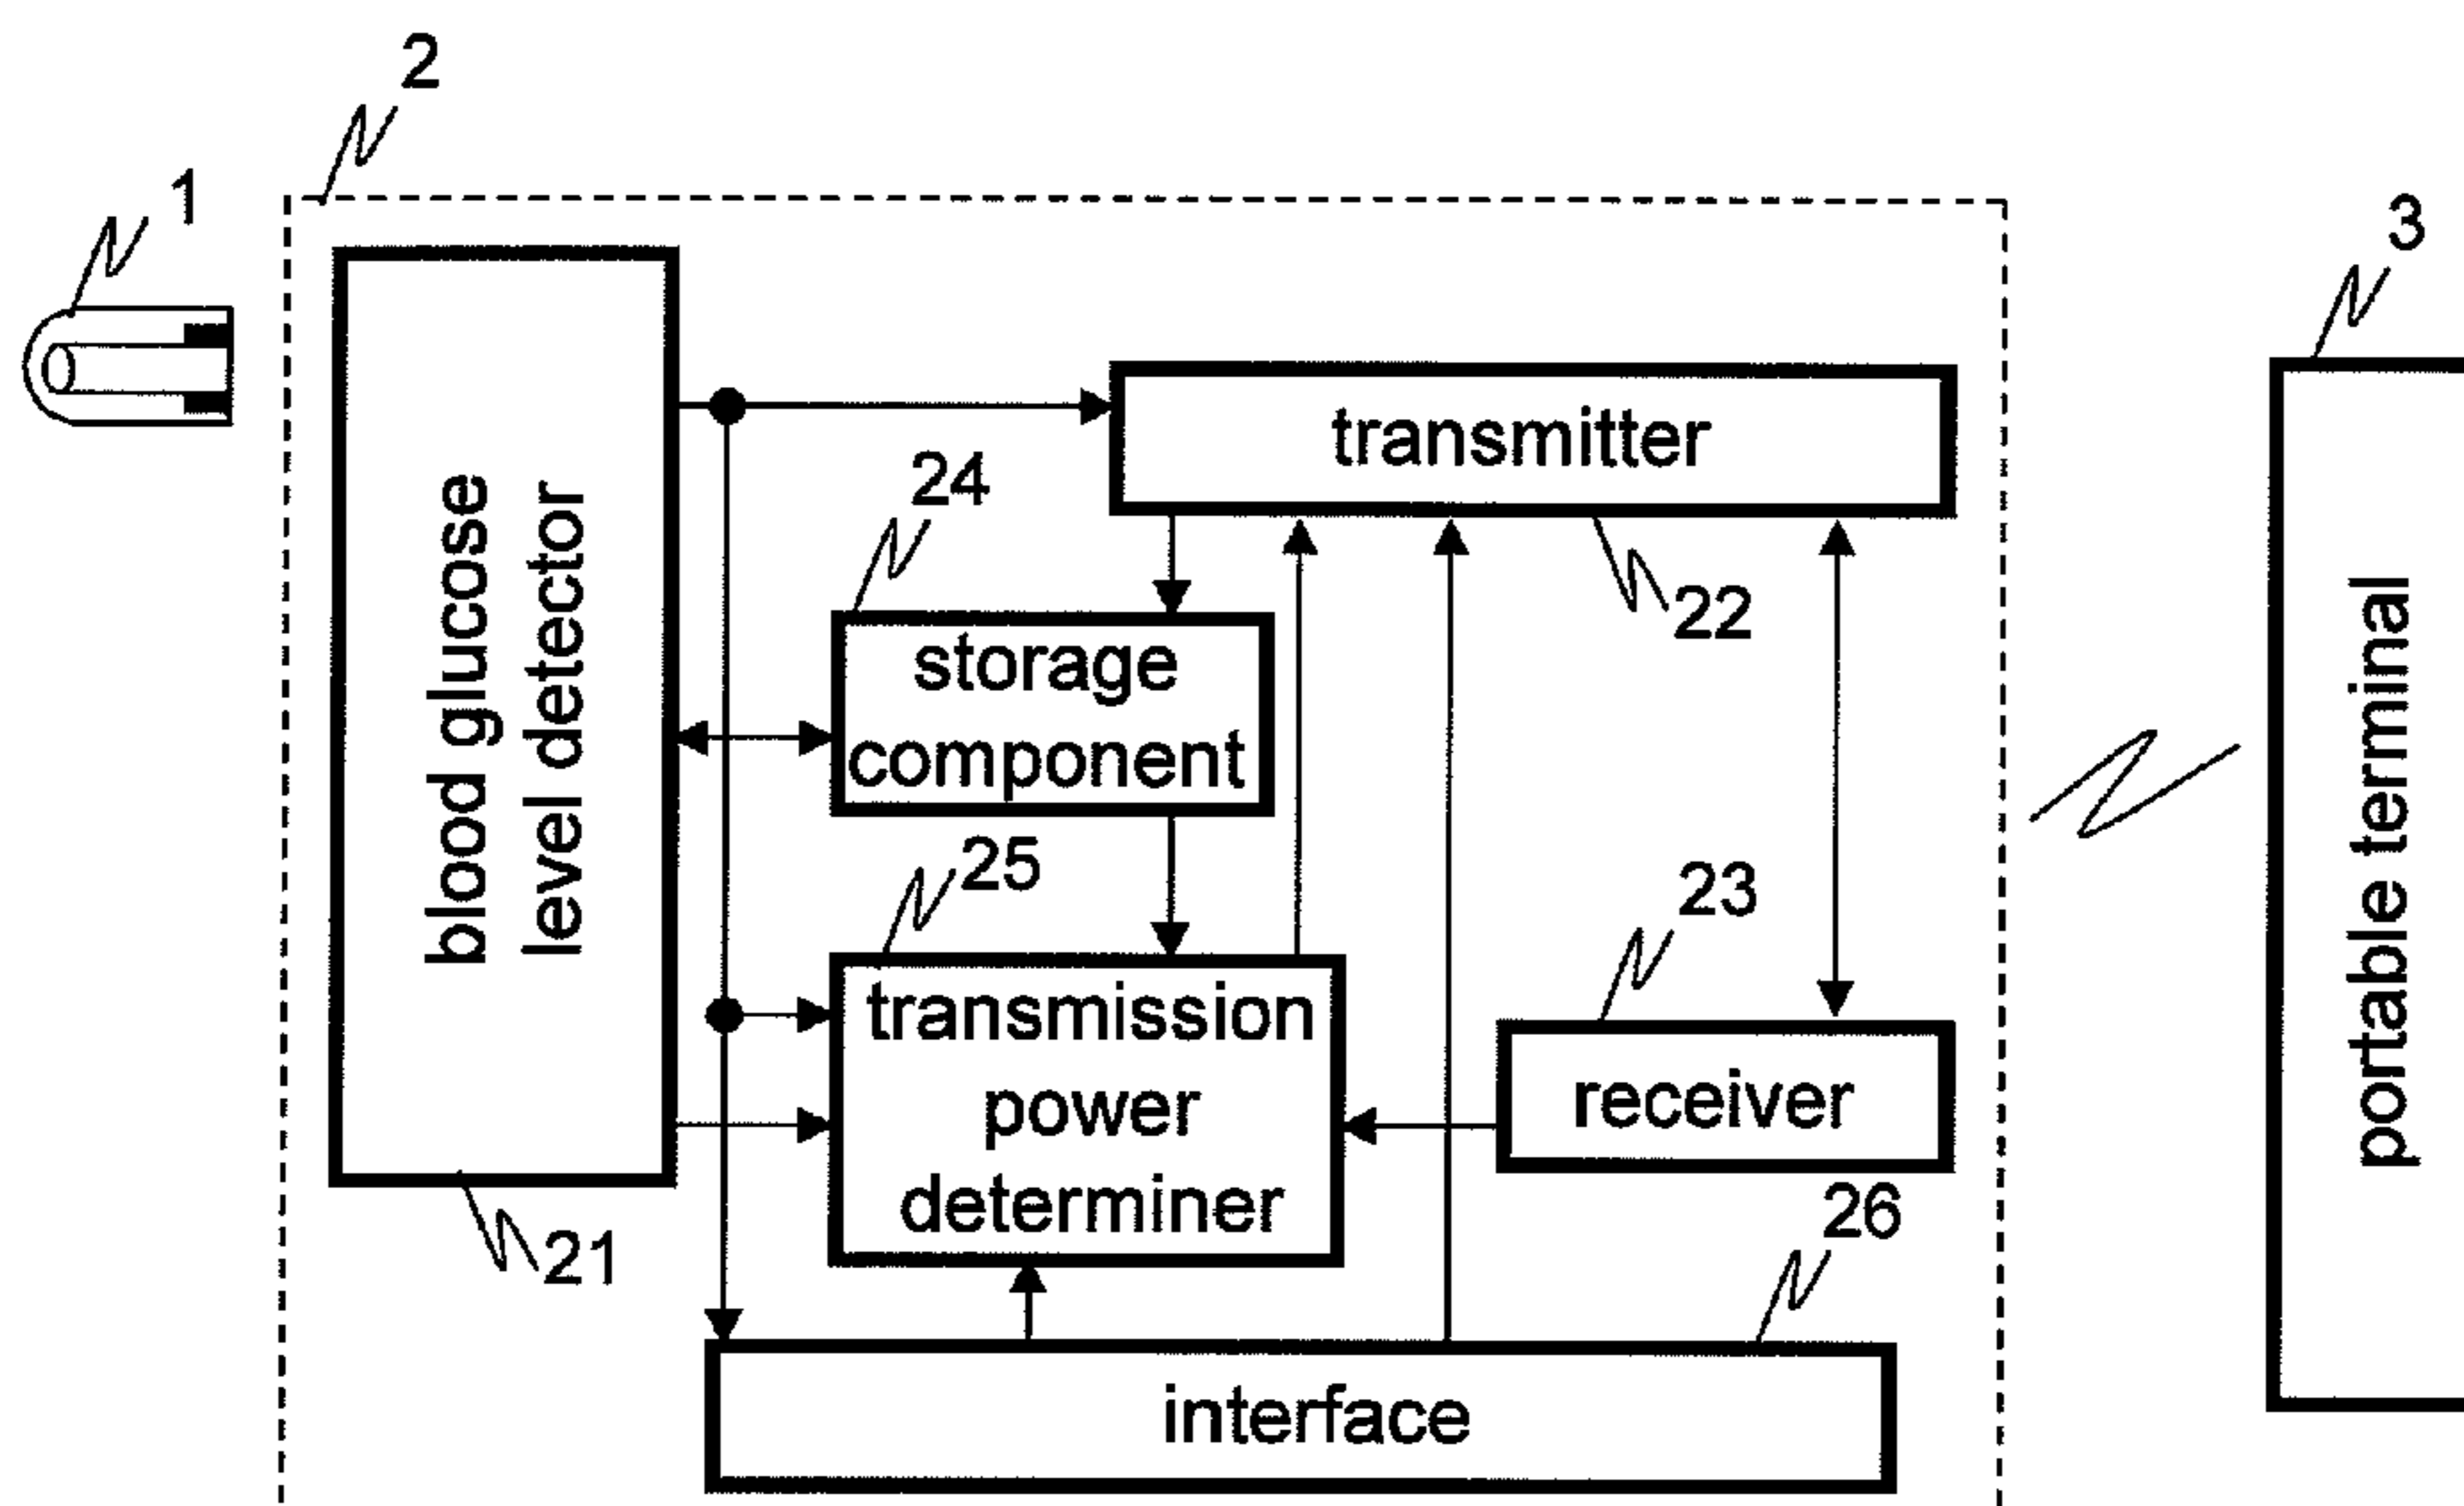 2
1
3
blood glucose
level detector
transmitter
24
22
storage
component
portable terminal
25
23
transmission
power
determiner
receiver
21
26
interface